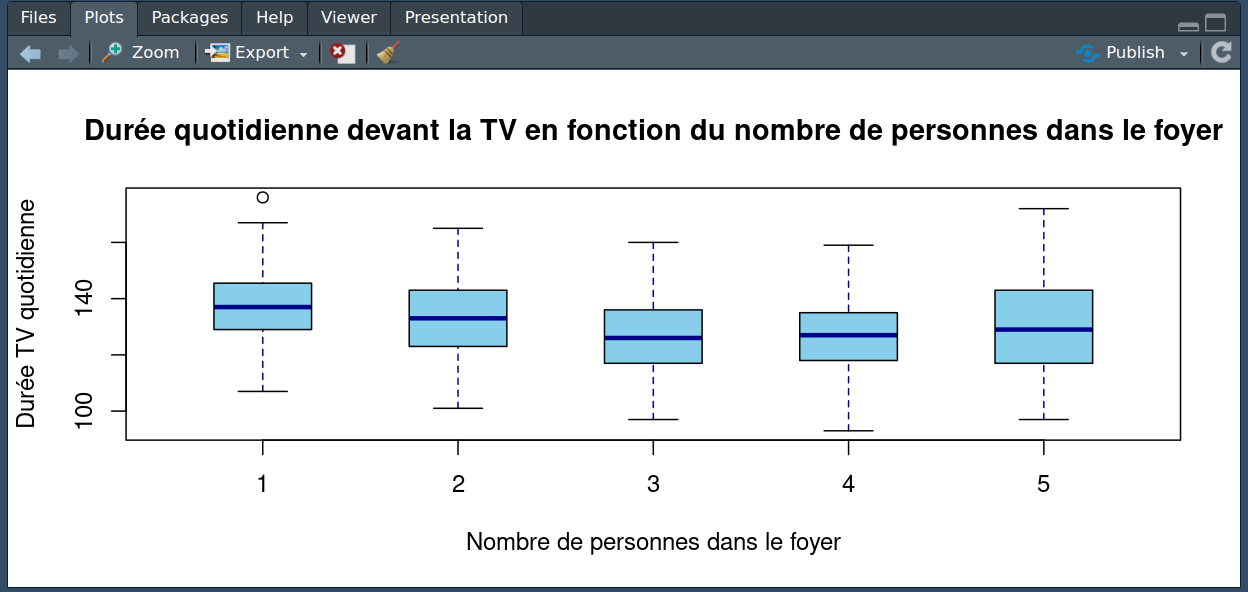 Files Plots Packages Help Viewer Presentation
Zoom Export Publish
Durée quotidienne devant la TV en fonction du nombre de personnes dans le foyer
Durée TV quotidienne
140
100
1 2 3 4 5
Nombre de personnes dans le foyer